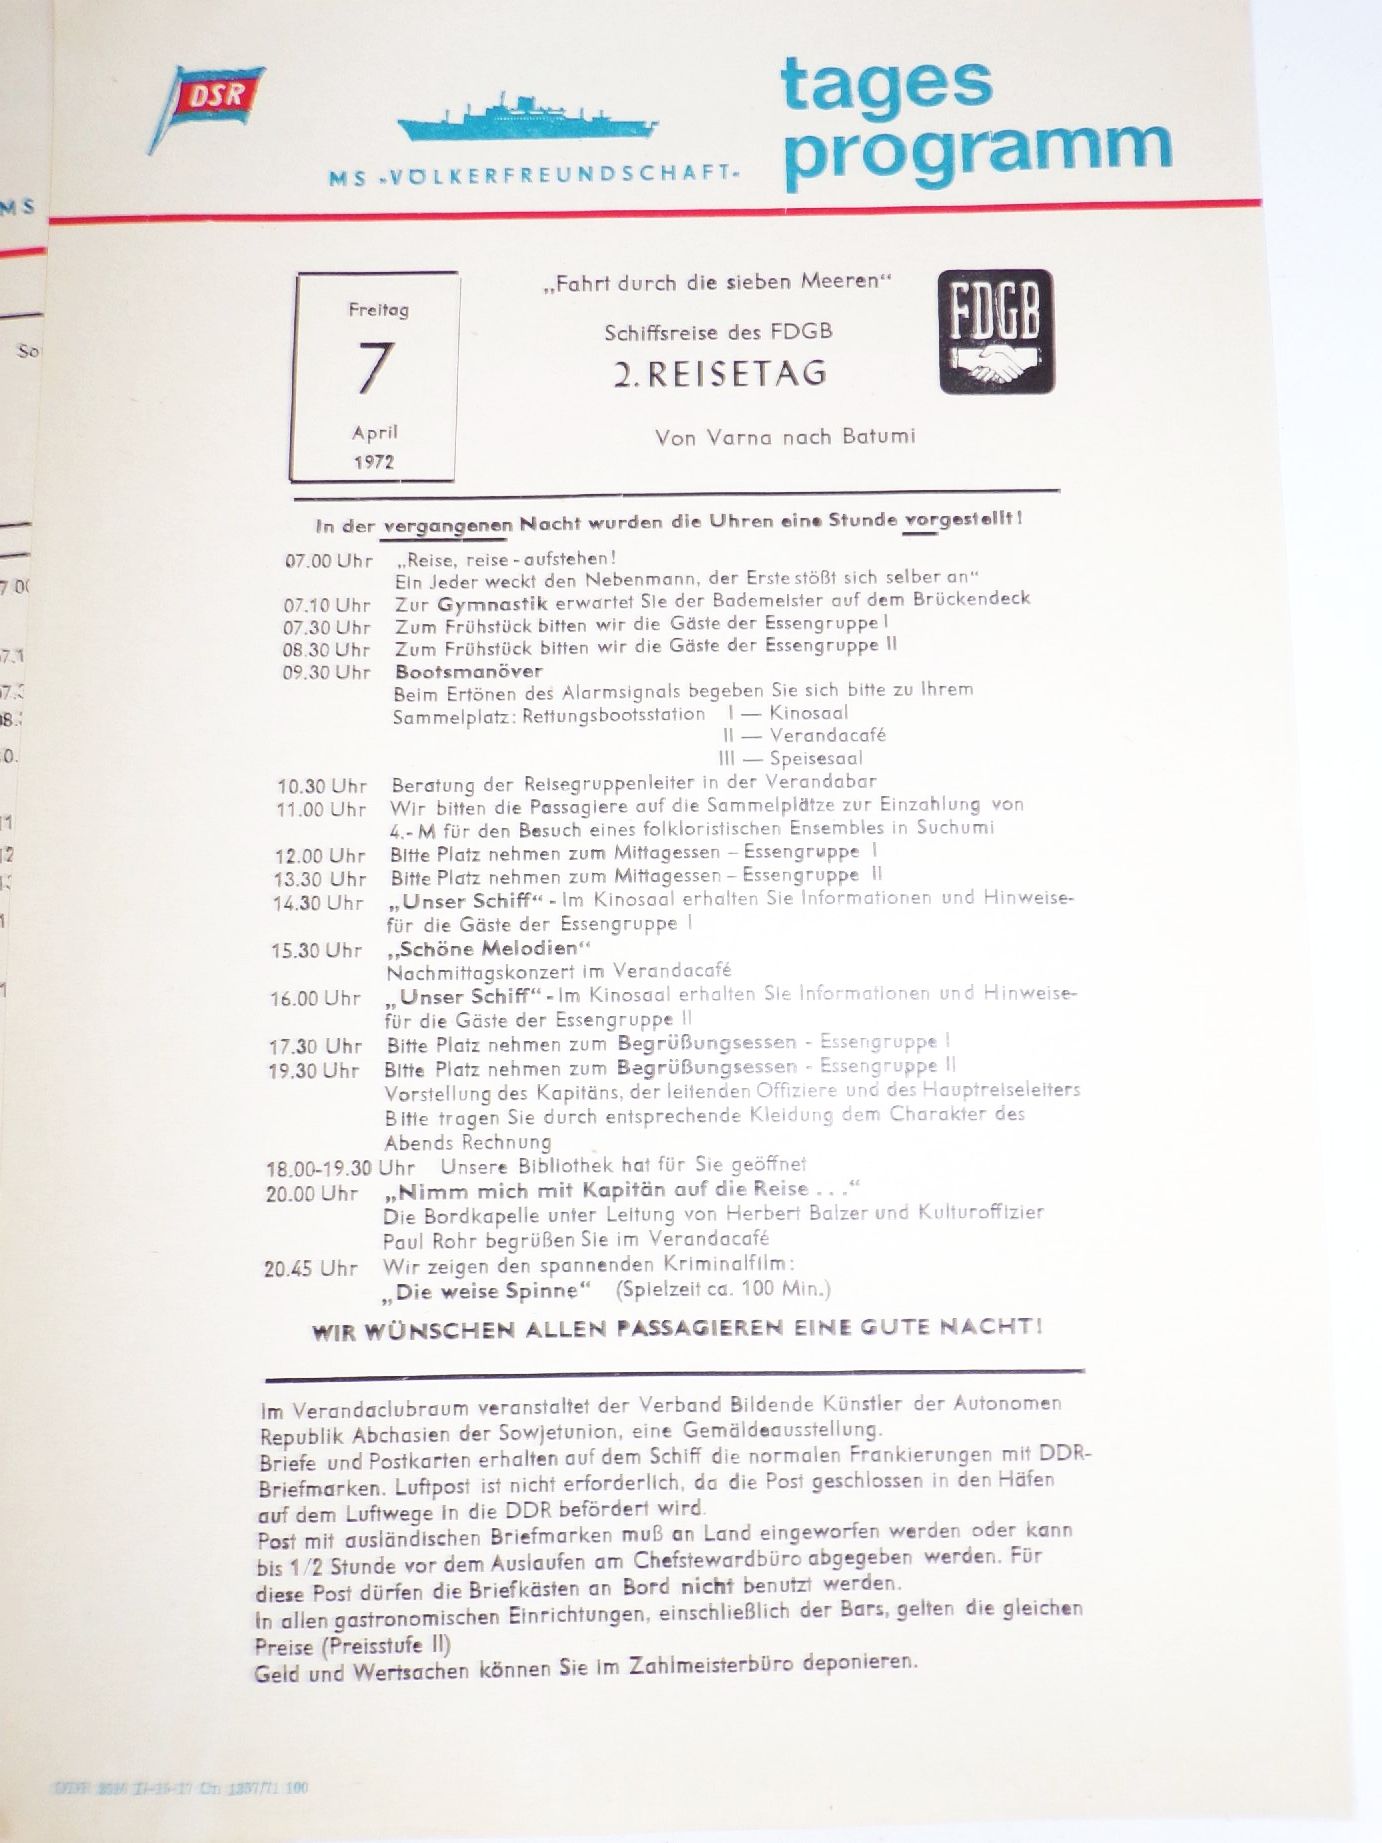 DSR
MS »VÖLKERFREUNDSCHAFT«
tages
programm
MS
So
Freitag
7
April
1972
„Fahrt durch die sieben Meeren“
Schiffsreise des FDGB
2. REISETAG
Von Varna nach Batumi
FDGB
In der vergangenen Nacht wurden die Uhren eine Stunde vorgestellt!
07.00 Uhr „Reise, reise - aufstehen!
Ein Jeder weckt den Nebenmann, der Erste stößt sich selber an“
07.10 Uhr Zur Gymnastik erwartet Sie der Bademeister auf dem Brückendeck
07.30 Uhr Zum Frühstück bitten wir die Gäste der Essengruppe I
08.30 Uhr Zum Frühstück bitten wir die Gäste der Essengruppe II
09.30 Uhr Bootsmanöver
Beim Ertönen des Alarmsignals begeben Sie sich bitte zu Ihrem
Sammelplatz: Rettungsbootsstation I — Kinosaal
II — Verandacafé
III — Speisesaal
10.30 Uhr Beratung der Reisegruppenleiter in der Verandabar
11.00 Uhr Wir bitten die Passagiere auf die Sammelplätze zur Einzahlung von
4.- M für den Besuch eines folkloristischen Ensembles in Suchumi
12.00 Uhr Bitte Platz nehmen zum Mittagessen – Essengruppe I
13.30 Uhr Bitte Platz nehmen zum Mittagessen – Essengruppe II
14.30 Uhr „Unser Schiff“ - Im Kinosaal erhalten Sie Informationen und Hinweise-
für die Gäste der Essengruppe I
15.30 Uhr „Schöne Melodien“
Nachmittagskonzert im Verandacafé
16.00 Uhr „Unser Schiff“ - Im Kinosaal erhalten Sie Informationen und Hinweise-
für die Gäste der Essengruppe II
17.30 Uhr Bitte Platz nehmen zum Begrüßungsessen - Essengruppe I
19.30 Uhr Bitte Platz nehmen zum Begrüßungsessen - Essengruppe II
Vorstellung des Kapitäns, der leitenden Offiziere und des Hauptreiseleiters
Bitte tragen Sie durch entsprechende Kleidung dem Charakter des
Abends Rechnung
18.00-19.30 Uhr Unsere Bibliothek hat für Sie geöffnet
20.00 Uhr „Nimm mich mit Kapitän auf die Reise . . .“
Die Bordkapelle unter Leitung von Herbert Balzer und Kulturoffizier
Paul Rohr begrüßen Sie im Verandacafé
20.45 Uhr Wir zeigen den spannenden Kriminalfilm:
„Die weise Spinne“ (Spielzeit ca. 100 Min.)
WIR WÜNSCHEN ALLEN PASSAGIEREN EINE GUTE NACHT!
Im Verandaclubraum veranstaltet der Verband Bildende Künstler der Autonomen
Republik Abchasien der Sowjetunion, eine Gemäldeausstellung.
Briefe und Postkarten erhalten auf dem Schiff die normalen Frankierungen mit DDR-
Briefmarken. Luftpost ist nicht erforderlich, da die Post geschlossen in den Häfen
auf dem Luftwege in die DDR befördert wird.
Post mit ausländischen Briefmarken muß an Land eingeworfen werden oder kann
bis 1/2 Stunde vor dem Auslaufen am Chefstewardbüro abgegeben werden. Für
diese Post dürfen die Briefkästen an Bord nicht benutzt werden.
In allen gastronomischen Einrichtungen, einschließlich der Bars, gelten die gleichen
Preise (Preisstufe II)
Geld und Wertsachen können Sie im Zahlmeisterbüro deponieren.
1357/71 100